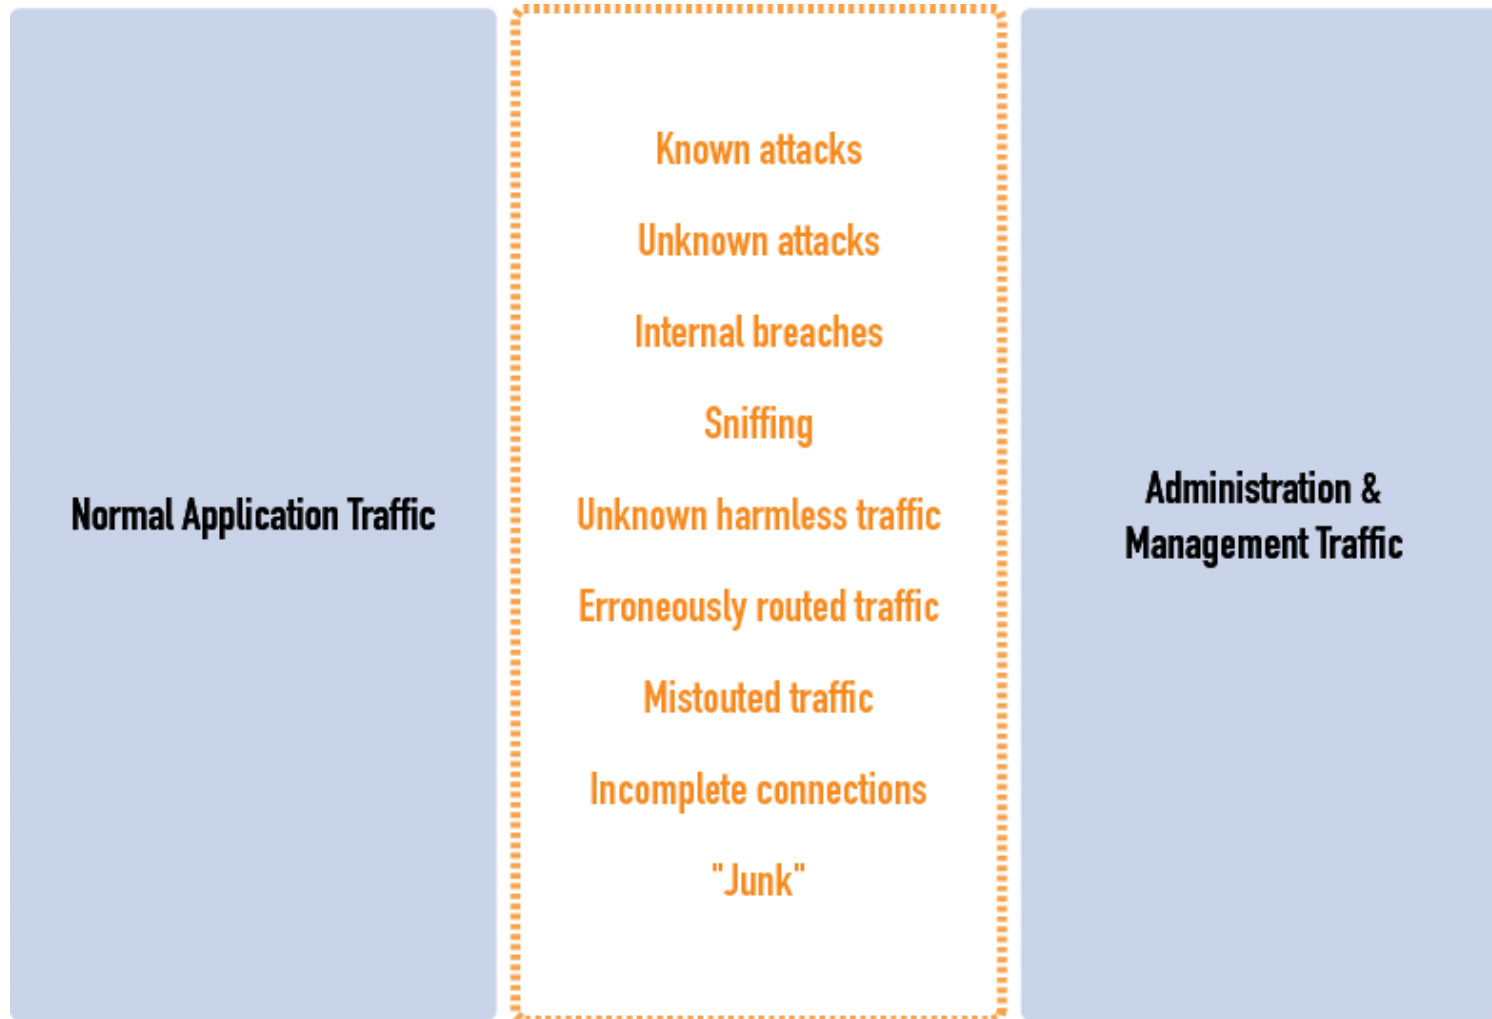 Normal Application Traffic
Known attacks
Unknown attacks
Internal breaches
Sniffing
Unknown harmless traffic
Erroneously routed traffic
Mistouted traffic
Incomplete connections
"Junk"
Administration &
Management Traffic